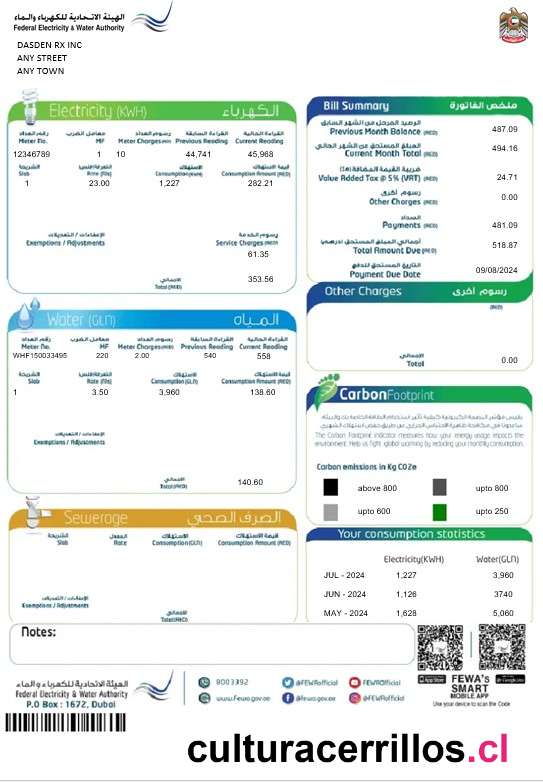 الهيئة الاتحادية للكهرباء والماء
Federal Electricity & Water Authority
DASDEN RX INC
ANY STREET
ANY TOWN
Electricity (KWH) الكهرباء
رقم العداد معامل الضرب رسوم العداد القراءة السابقة القراءة الحالية
Meter No. MF Meter Charges(AED) Previous Reading Current Reading
12346789 1 10 44,741 45,968
الشريحة التعرفة(فلس) الاستهلاك قيمة الاستهلاك
Slab Rate (Fils) Consumption(KWH) Consumption Amount (AED)
1 23.00 1,227 282.21
الإعفاءات / التعديلات رسوم الخدمة
Exemptions / Adjustments Service Charges (AED)
61.35
الإجمالي
Total (AED) 353.56
Water (GLN) المياه
رقم العداد معامل الضرب رسوم العداد القراءة السابقة القراءة الحالية
Meter No. MF Meter Charges(AED) Previous Reading Current Reading
WHF150033495 220 2.00 540 558
الشريحة التعرفة(فلس) الاستهلاك قيمة الاستهلاك
Slab Rate (Fils) Consumption(GLN) Consumption Amount (AED)
1 3.50 3,960 138.60
الإعفاءات / التعديلات
Exemptions / Adjustments
الإجمالي
Total(AED) 140.60
Sewerage الصرف الصحي
الشريحة المعدل الاستهلاك قيمة الاستهلاك
Slab Rate Consumption(GLN) Consumption Amount (AED)
الإعفاءات / التعديلات
Exemptions / Adjustments
الإجمالي
Total(AED)
Bill Summary ملخص الفاتورة
الرصيد المرحل من الشهر السابق
Previous Month Balance (AED) 487.09
المبلغ المستحق عن الشهر الحالي
Current Month Total (AED) 494.16
ضريبة القيمة المضافة (5%)
Value Added Tax @ 5% (VAT) (AED) 24.71
رسوم أخرى
Other Charges (AED) 0.00
السداد
Payments (AED) 481.09
أجمالي المبلغ المستحق (درهم)
Total Amount Due(AED) 518.87
التاريخ المستحق للدفع
Payment Due Date 09/08/2024
Other Charges رسوم أخرى
(AED)
الإجمالي
Total 0.00
CarbonFootprint
The Carbon Footprint indicator measures how your energy usage impacts the
environment. Help us fight global warming by reducing your monthly consumption.
Carbon emissions in Kg CO2e
above 800 upto 800
upto 600 upto 250
Your consumption statistics
Electricity(KWH) Water(GLN)
JUL - 2024 1,227 3,960
JUN - 2024 1,126 3740
MAY - 2024 1,628 5,060
Notes:
الهيئة الاتحادية للكهرباء والماء
Federal Electricity & Water Authority
P.O Box : 1672, Dubai
8003392 @FEWAofficial FEWAOfficial
www.fewa.gov.ae @fewa.gov.ae @FEWAofficial
App Store Google Play
FEWA's
SMART
MOBILE APP
Use your device to scan the Code
culturacerrillos.cl